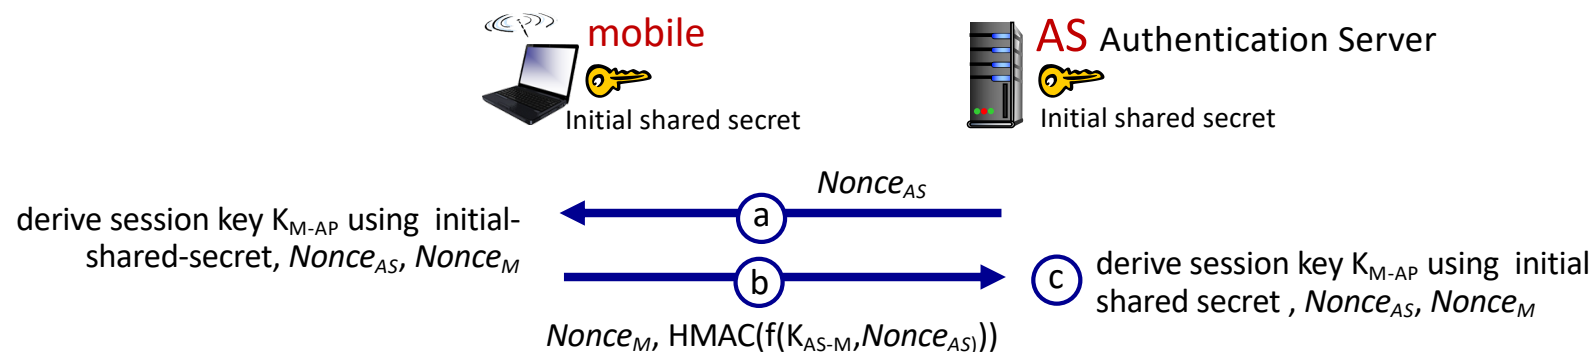 mobile
Initial shared secret
AS Authentication Server
Initial shared secret
Nonce_AS
a
derive session key K_M-AP using initial-
shared-secret, Nonce_AS, Nonce_M
b
Nonce_M, HMAC(f(K_AS-M,Nonce_AS)))
c
derive session key K_M-AP using initial
shared secret , Nonce_AS, Nonce_M